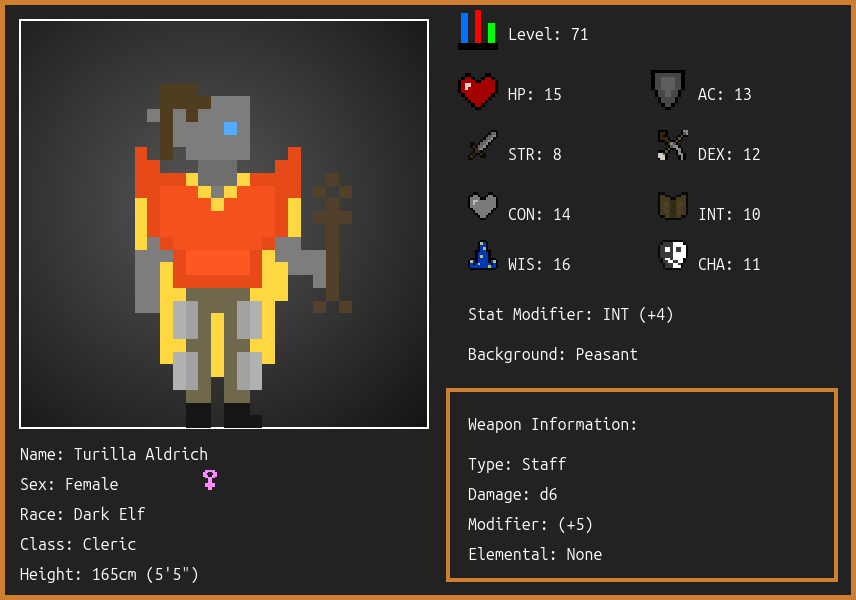 Level: 71
HP: 15
AC: 13
STR: 8
DEX: 12
CON: 14
INT: 10
WIS: 16
CHA: 11
Stat Modifier: INT (+4)
Background: Peasant
Weapon Information:
Type: Staff
Damage: d6
Modifier: (+5)
Elemental: None
Name: Turilla Aldrich
Sex: Female
Race: Dark Elf
Class: Cleric
Height: 165cm (5'5")